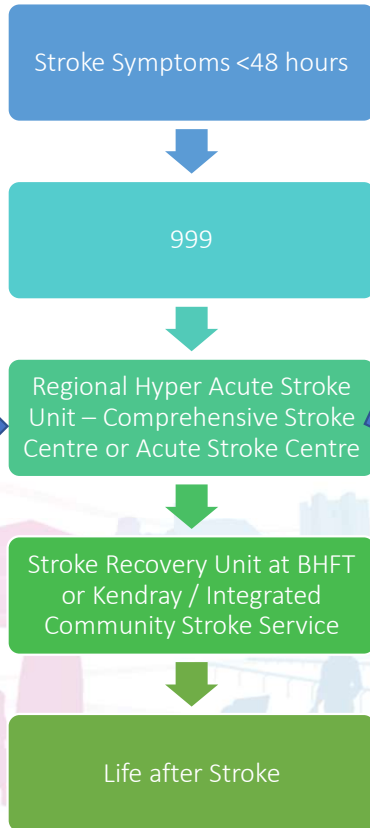 Stroke Symptoms <48 hours
999
Regional Hyper Acute Stroke
Unit – Comprehensive Stroke
Centre or Acute Stroke Centre
Stroke Recovery Unit at BHFT
or Kendray / Integrated
Community Stroke Service
Life after Stroke